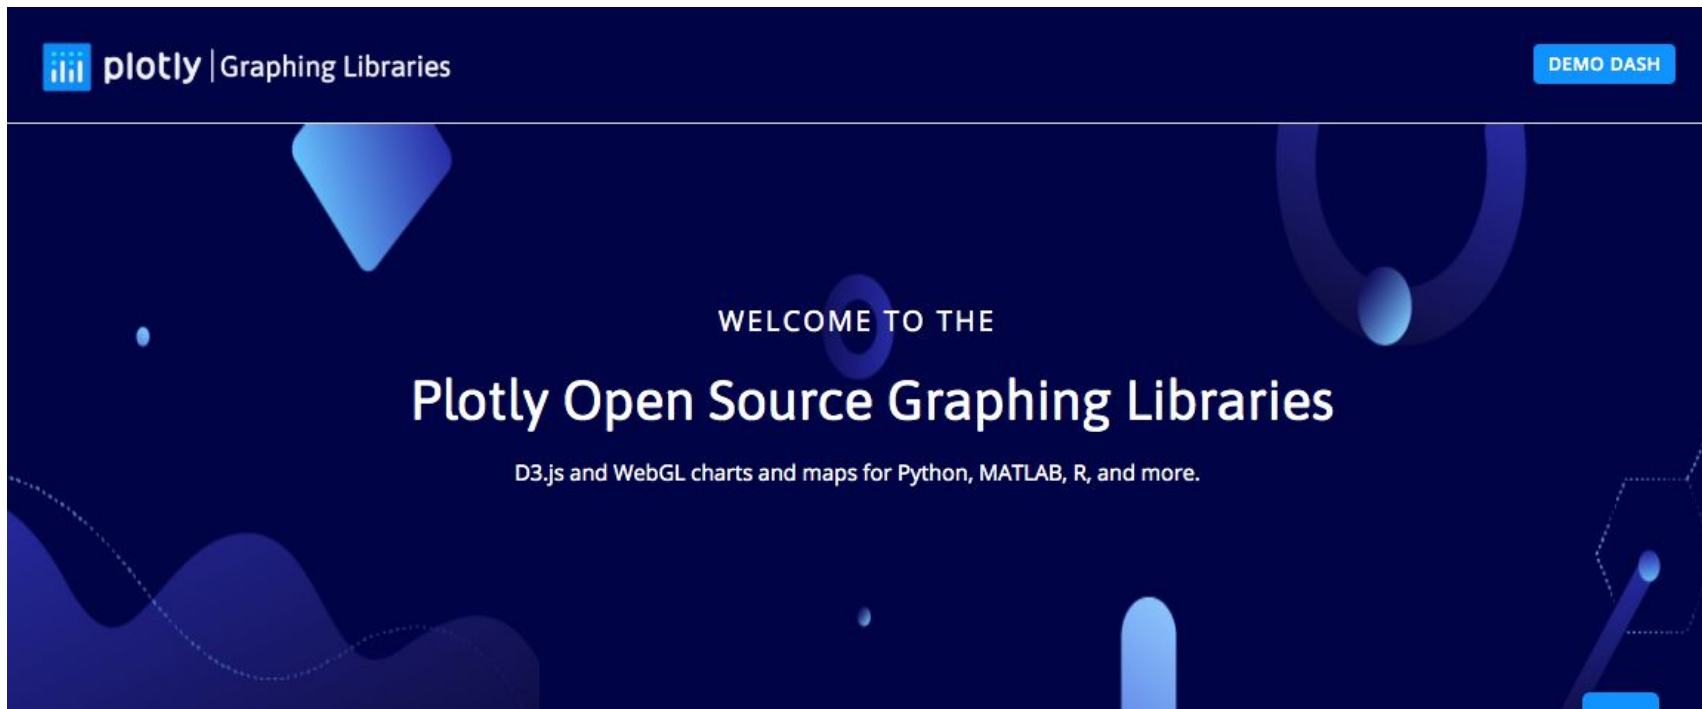 plotly | Graphing Libraries
DEMO DASH
WELCOME TO THE
Plotly Open Source Graphing Libraries
D3.js and WebGL charts and maps for Python, MATLAB, R, and more.